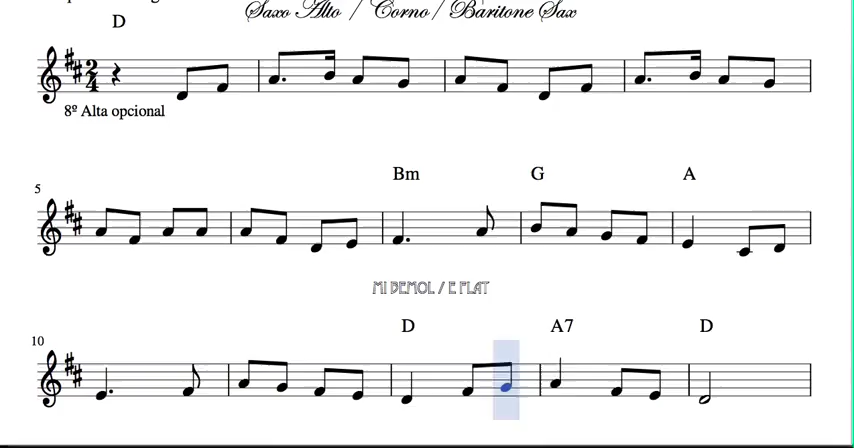 Saxo Alto / Corno / Baritone Sax
D
8º Alta opcional
Bm G A
5
MI BEMOL / E FLAT
D A7 D
10